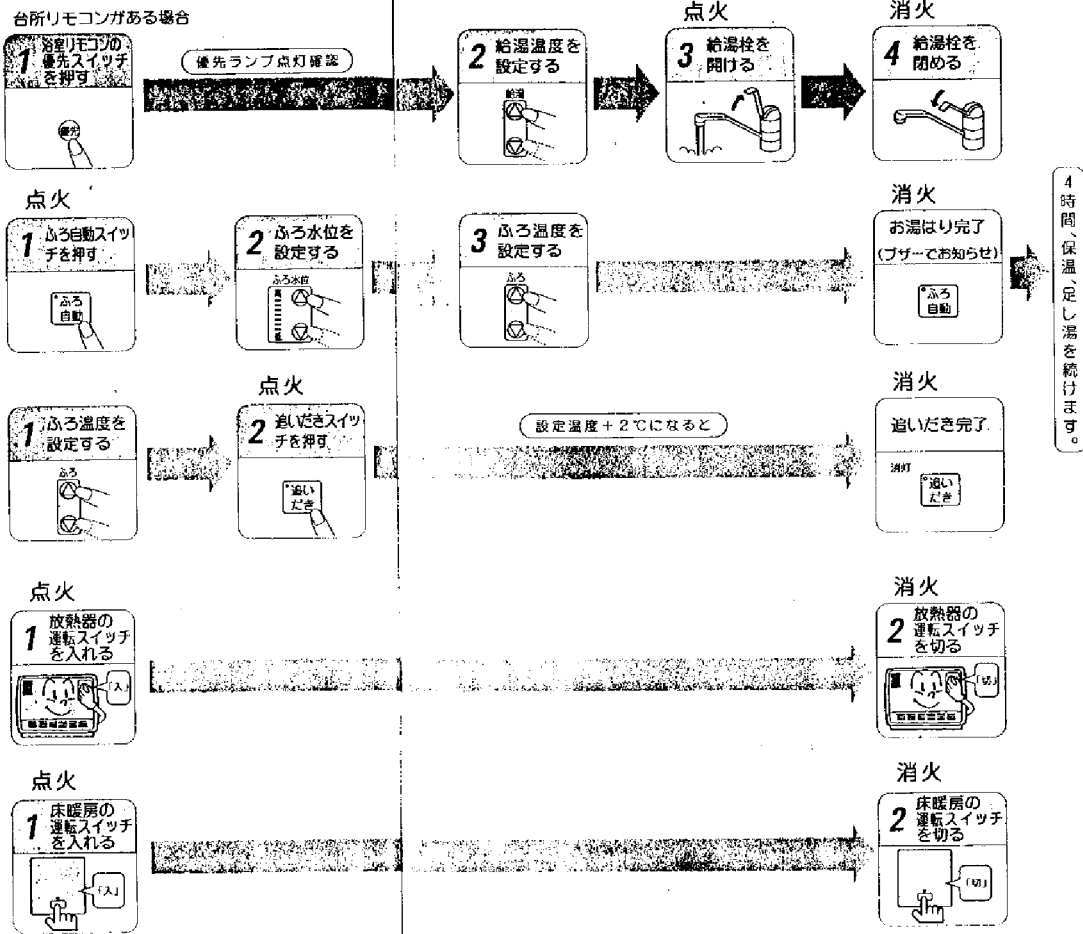 台所リモコンがある場合
1 浴室リモコンの
優先スイッチ
を押す
優先
優先ランプ点灯確認
2 給湯温度を
設定する
給湯
点火
3 給湯栓を
開ける
消火
4 給湯栓を
閉める
点火
1 ふろ自動スイッ
チを押す
ふろ
自動
2 ふろ水位を
設定する
ふろ水位
高
低
3 ふろ温度を
設定する
ふろ
消火
お湯はり完了
(ブザーでお知らせ)
ふろ
自動
4時間、保温、足し湯を続けます。
1 ふろ温度を
設定する
ふろ
点火
2 追いだきスイッ
チを押す
追い
だき
設定温度+2℃になると
消火
追いだき完了
消灯
追い
だき
点火
1 放熱器の
運転スイッチ
を入れる
「入」
消火
2 放熱器の
運転スイッチ
を切る
「切」
点火
1 床暖房の
運転スイッチ
を入れる
「入」
消火
2 床暖房の
運転スイッチ
を切る
「切」